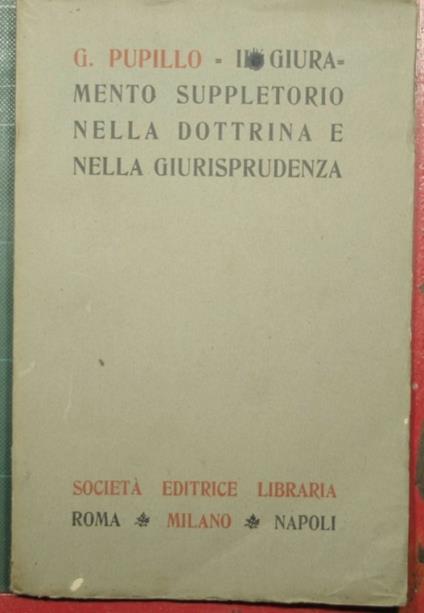 G. PUPILLO = IL GIURA=
MENTO SUPPLETORIO
NELLA DOTTRINA E
NELLA GIURISPRUDENZA
SOCIETÀ EDITRICE LIBRARIA
ROMA MILANO NAPOLI